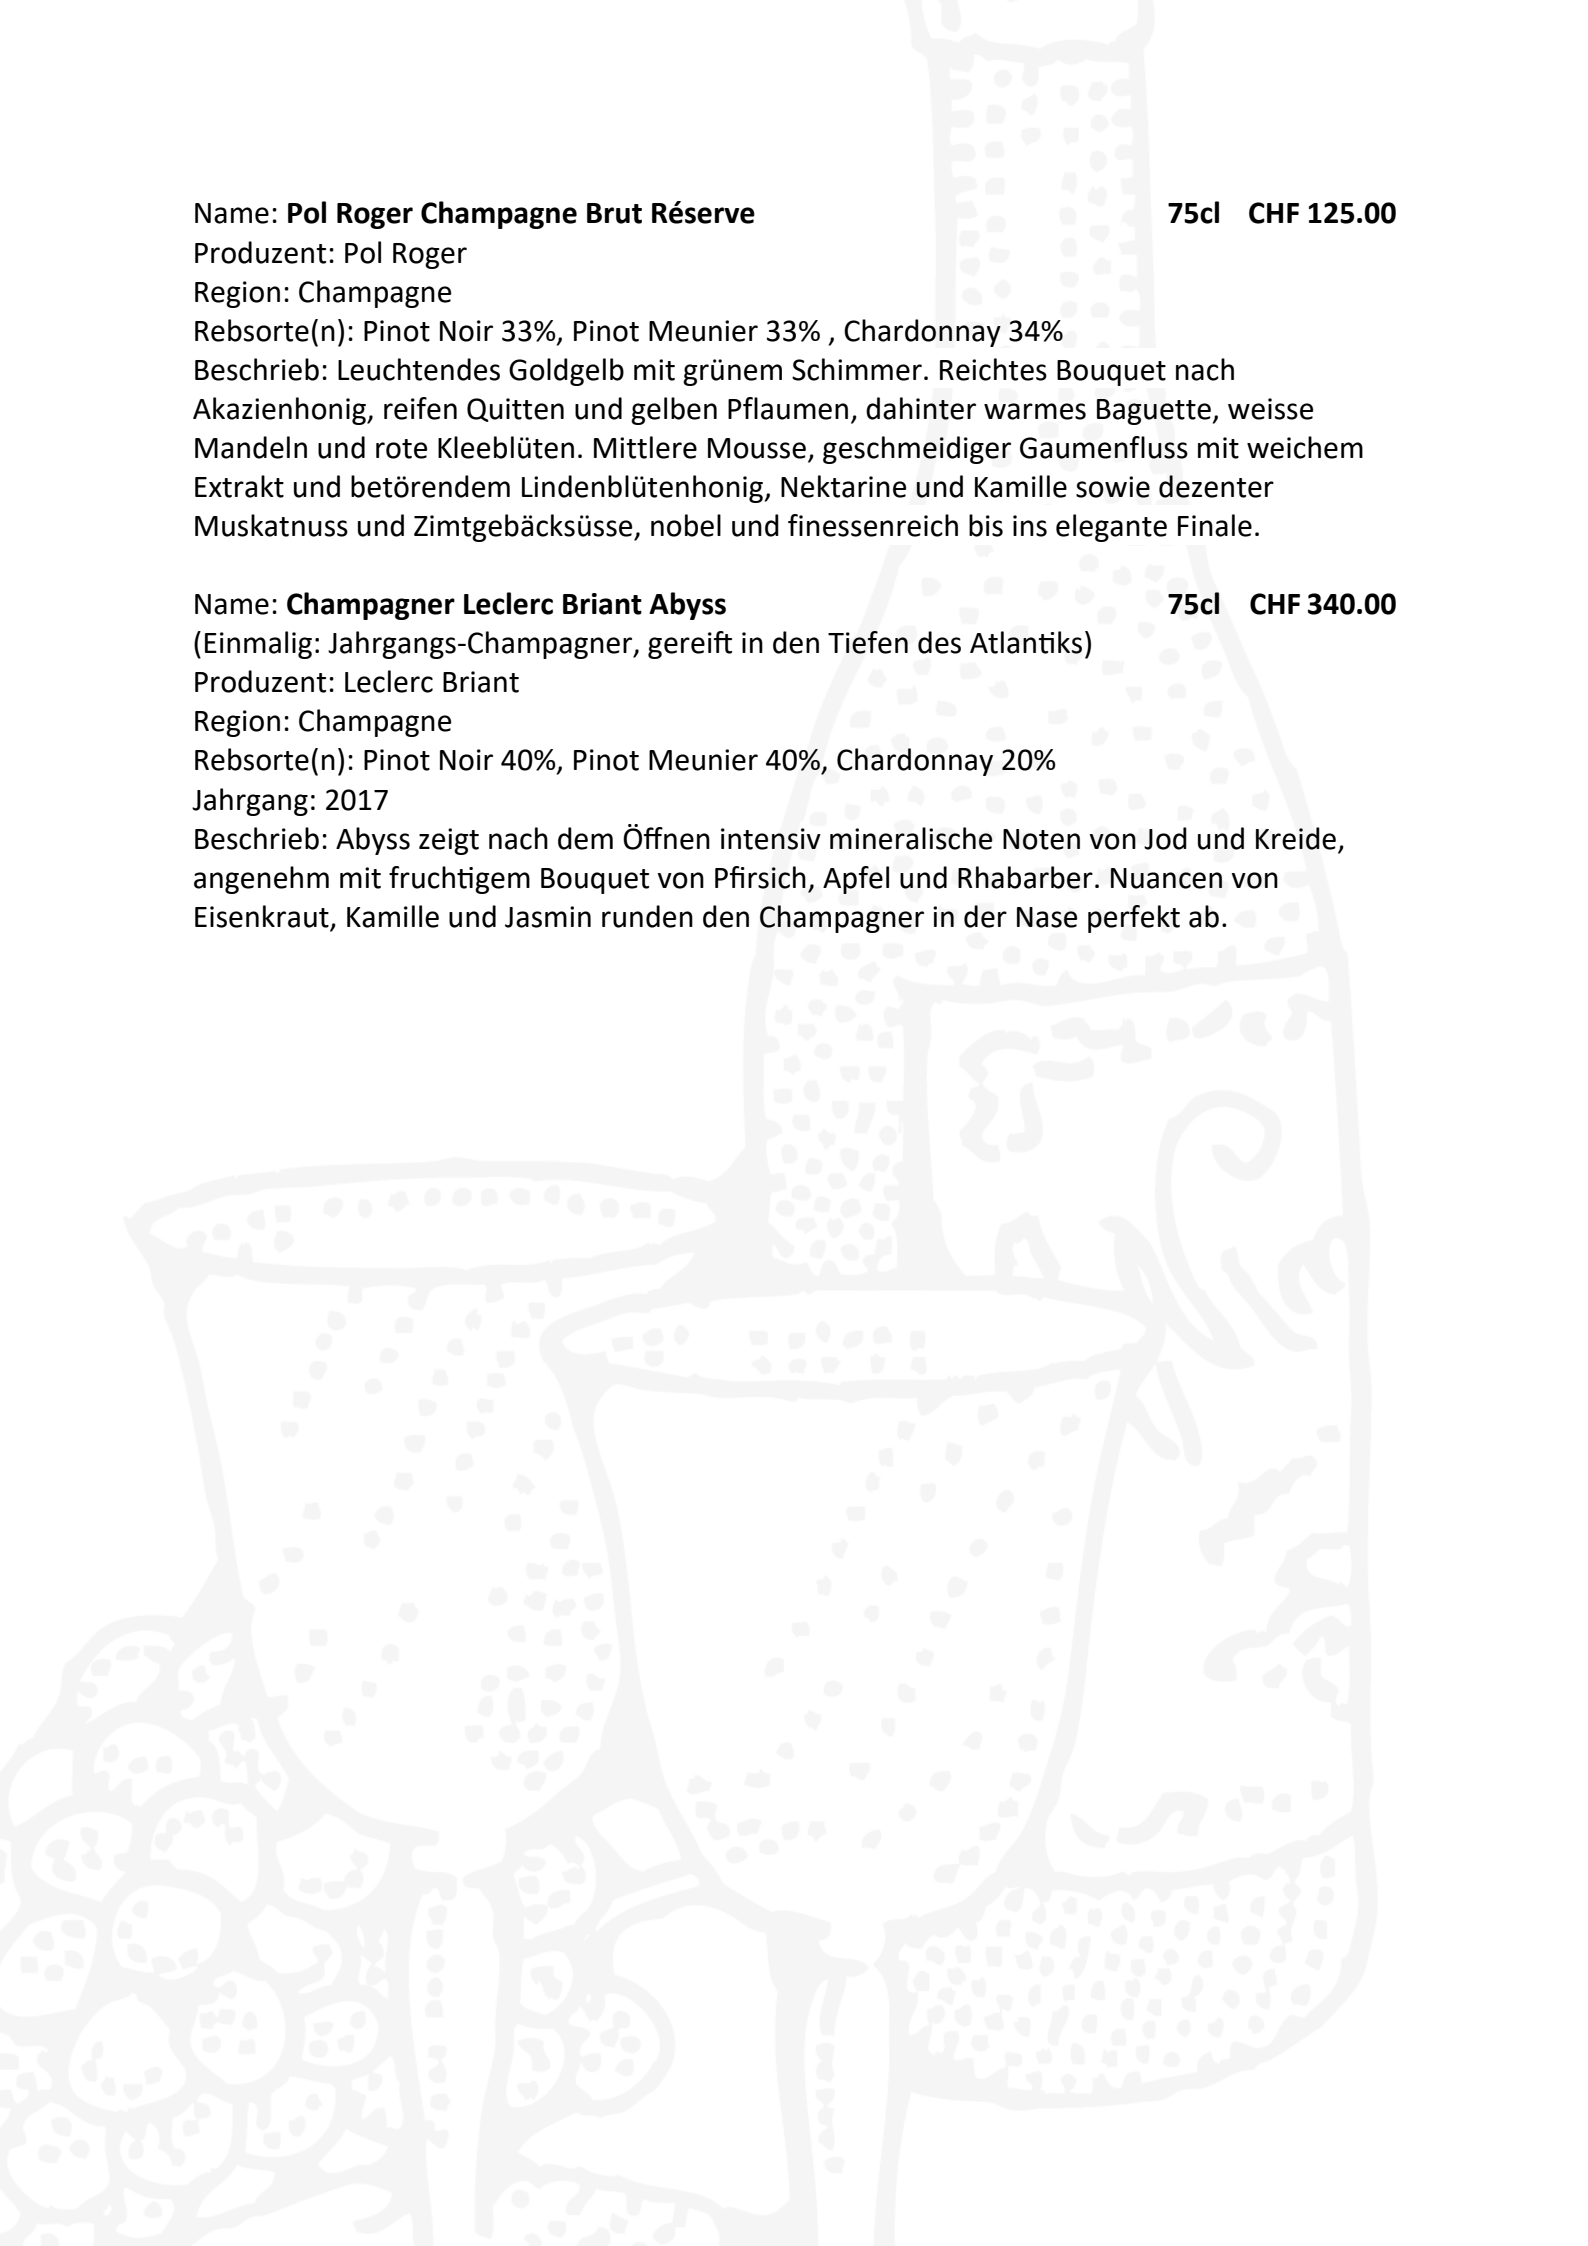 Name: Pol Roger Champagne Brut Réserve 75cl CHF 125.00
Produzent: Pol Roger
Region: Champagne
Rebsorte(n): Pinot Noir 33%, Pinot Meunier 33% , Chardonnay 34%
Beschrieb: Leuchtendes Goldgelb mit grünem Schimmer. Reichtes Bouquet nach
Akazienhonig, reifen Quitten und gelben Pflaumen, dahinter warmes Baguette, weisse
Mandeln und rote Kleeblüten. Mittlere Mousse, geschmeidiger Gaumenfluss mit weichem
Extrakt und betörendem Lindenblütenhonig, Nektarine und Kamille sowie dezenter
Muskatnuss und Zimtgebäcksüsse, nobel und finessenreich bis ins elegante Finale.
Name: Champagner Leclerc Briant Abyss 75cl CHF 340.00
(Einmalig: Jahrgangs-Champagner, gereift in den Tiefen des Atlantiks)
Produzent: Leclerc Briant
Region: Champagne
Rebsorte(n): Pinot Noir 40%, Pinot Meunier 40%, Chardonnay 20%
Jahrgang: 2017
Beschrieb: Abyss zeigt nach dem Öffnen intensiv mineralische Noten von Jod und Kreide,
angenehm mit fruchtigem Bouquet von Pfirsich, Apfel und Rhabarber. Nuancen von
Eisenkraut, Kamille und Jasmin runden den Champagner in der Nase perfekt ab.